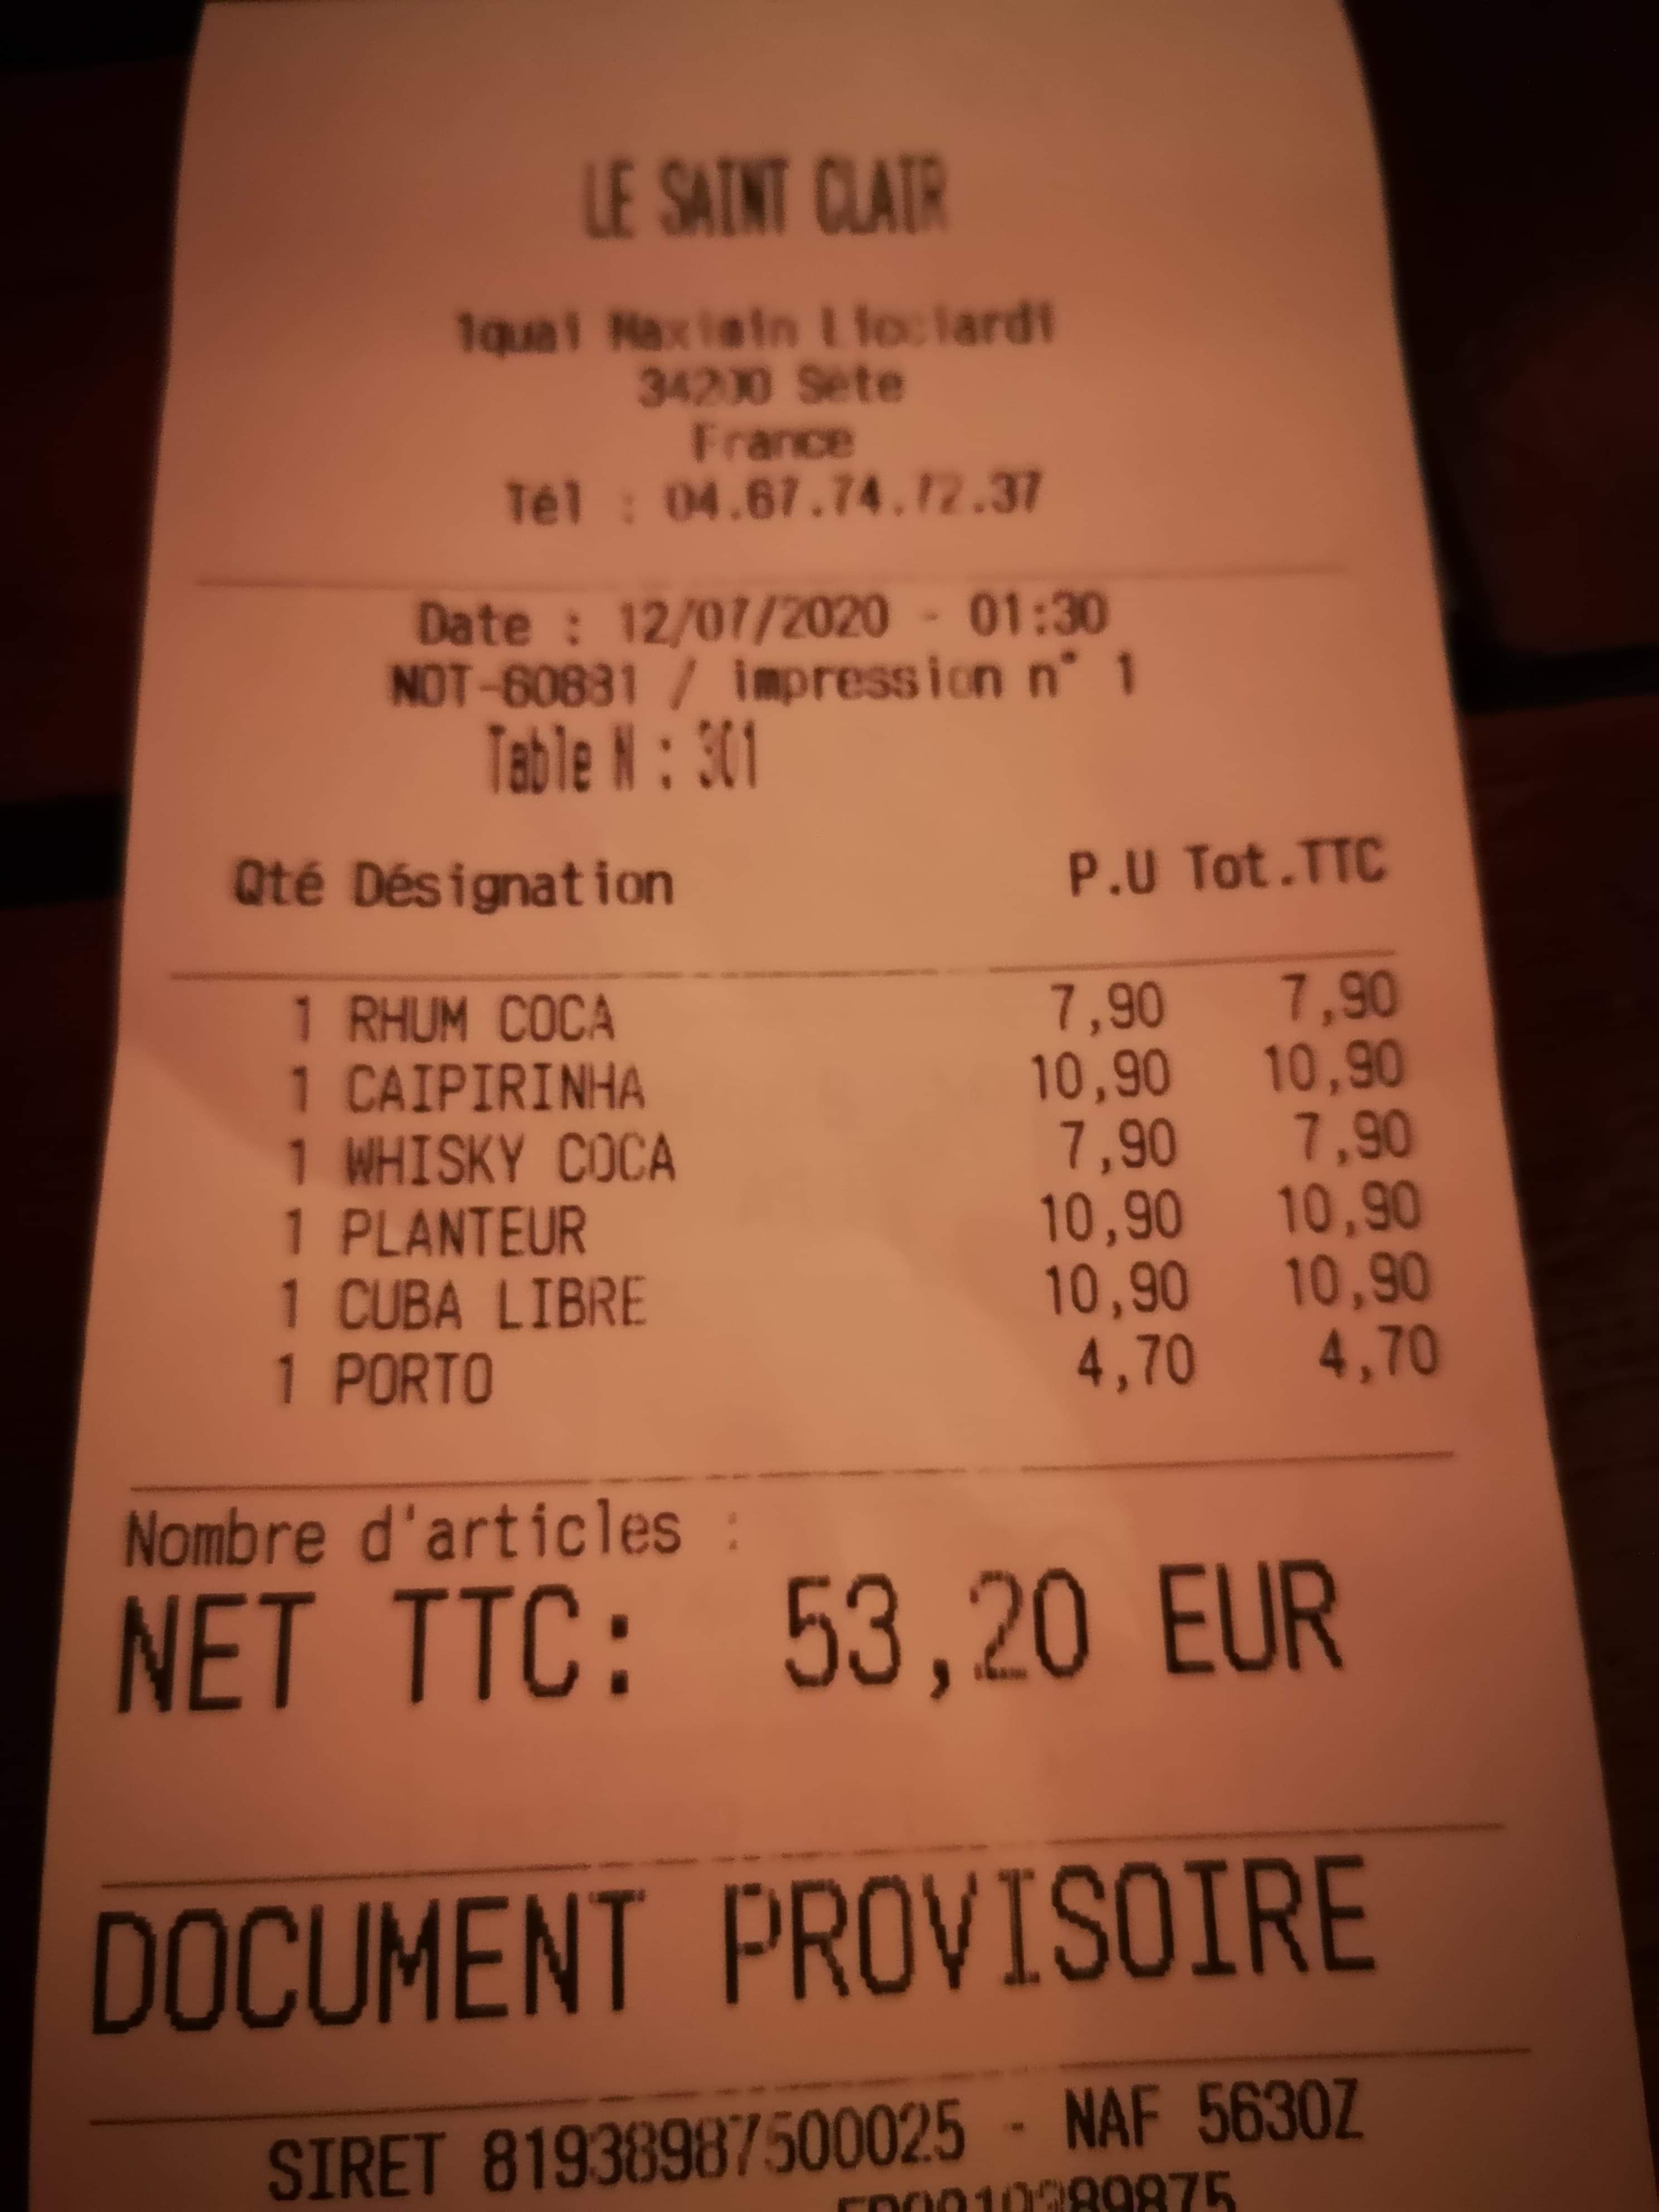 LE SAINT CLAIR
1quai Maximin Licciardi
34200 Sète
France
Tél : 04.67.74.72.37
Date : 12/07/2020 - 01:30
NOT-60881 / impression n° 1
Table N : 301
Qté Désignation P.U Tot.TTC
1 RHUM COCA 7,90 7,90
1 CAIPIRINHA 10,90 10,90
1 WHISKY COCA 7,90 7,90
1 PLANTEUR 10,90 10,90
1 CUBA LIBRE 10,90 10,90
1 PORTO 4,70 4,70
Nombre d'articles :
NET TTC: 53,20 EUR
DOCUMENT PROVISOIRE
SIRET 81938987500025 - NAF 5630Z